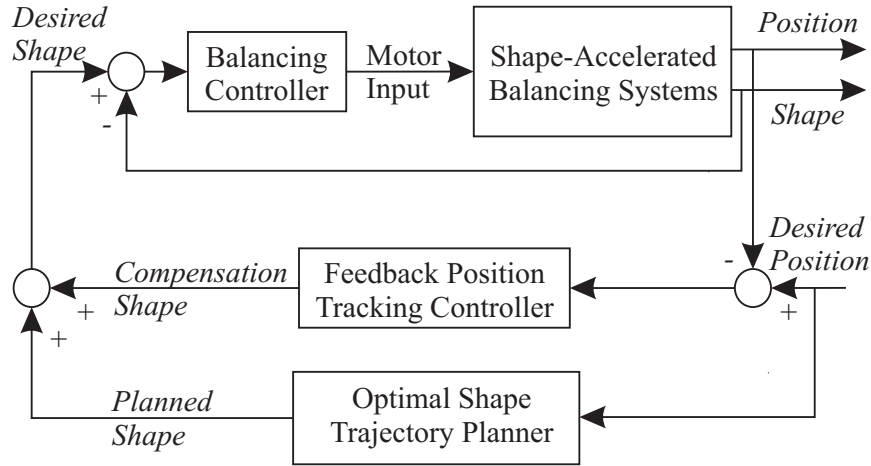 Desired
Shape
+
-
Balancing
Controller
Motor
Input
Shape-Accelerated
Balancing Systems
Position
Shape
Desired
Position
-
+
Compensation
Shape
+
+
Feedback Position
Tracking Controller
Planned
Shape
Optimal Shape
Trajectory Planner